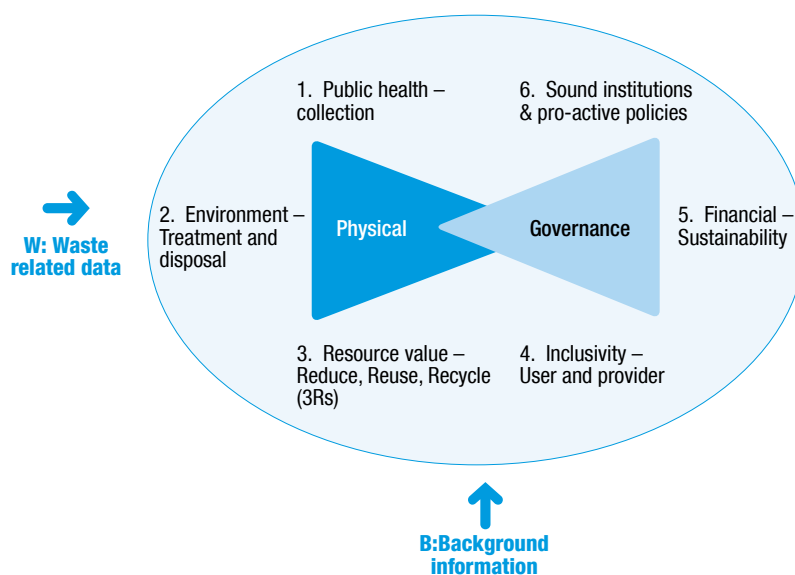 1. Public health –
collection
6. Sound institutions
& pro-active policies
2. Environment –
Treatment and
disposal
Physical
Governance
5. Financial –
Sustainability
W: Waste
related data
3. Resource value –
Reduce, Reuse, Recycle
(3Rs)
4. Inclusivity –
User and provider
B:Background
information